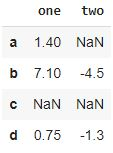 one two
a 1.40 NaN
b 7.10 -4.5
c NaN NaN
d 0.75 -1.3